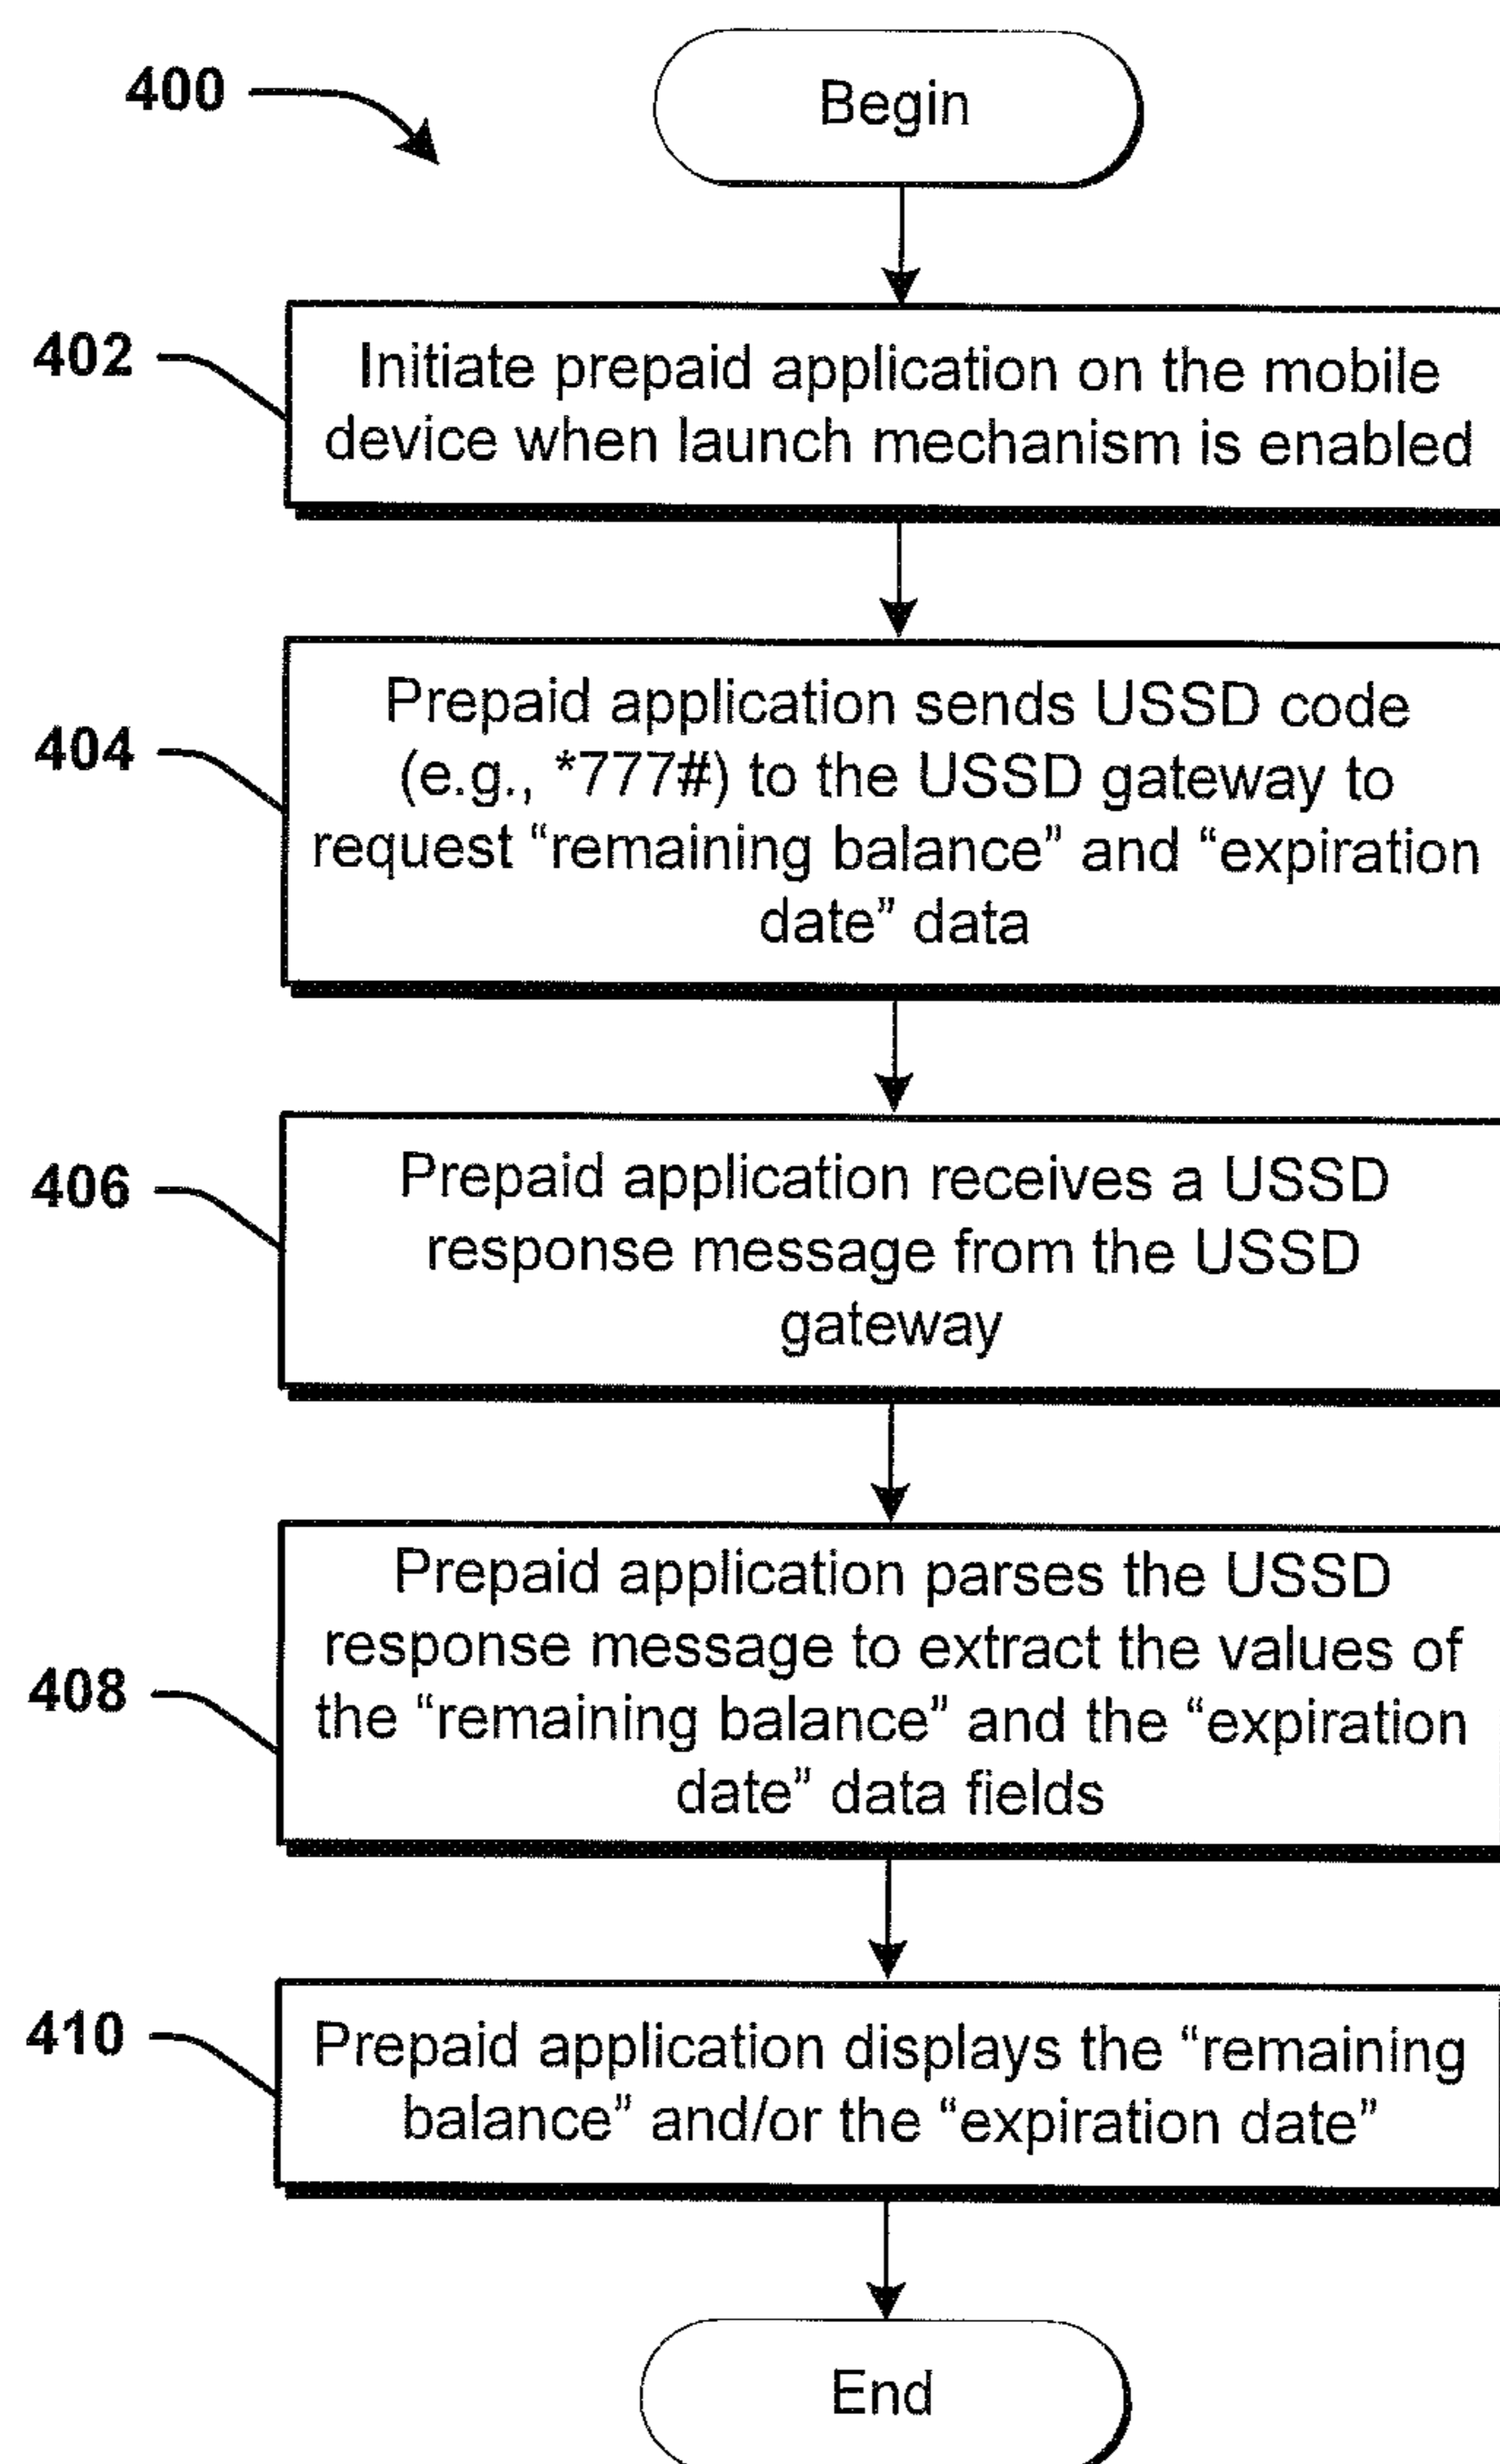 400
Begin
402
Initiate prepaid application on the mobile
device when launch mechanism is enabled
404
Prepaid application sends USSD code
(e.g., *777#) to the USSD gateway to
request “remaining balance” and “expiration
date” data
406
Prepaid application receives a USSD
response message from the USSD
gateway
408
Prepaid application parses the USSD
response message to extract the values of
the “remaining balance” and the “expiration
date” data fields
410
Prepaid application displays the “remaining
balance” and/or the “expiration date”
End